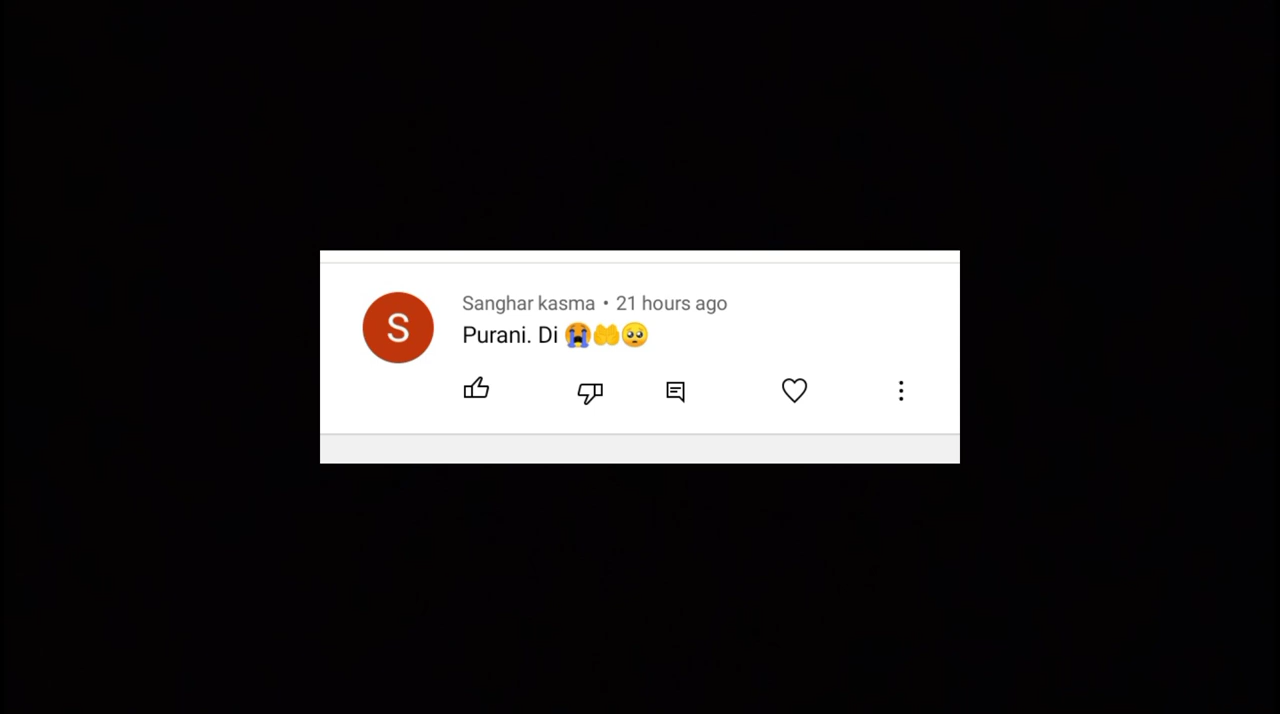 S
Sanghar kasma • 21 hours ago
Purani. Di 😭🤲🥺